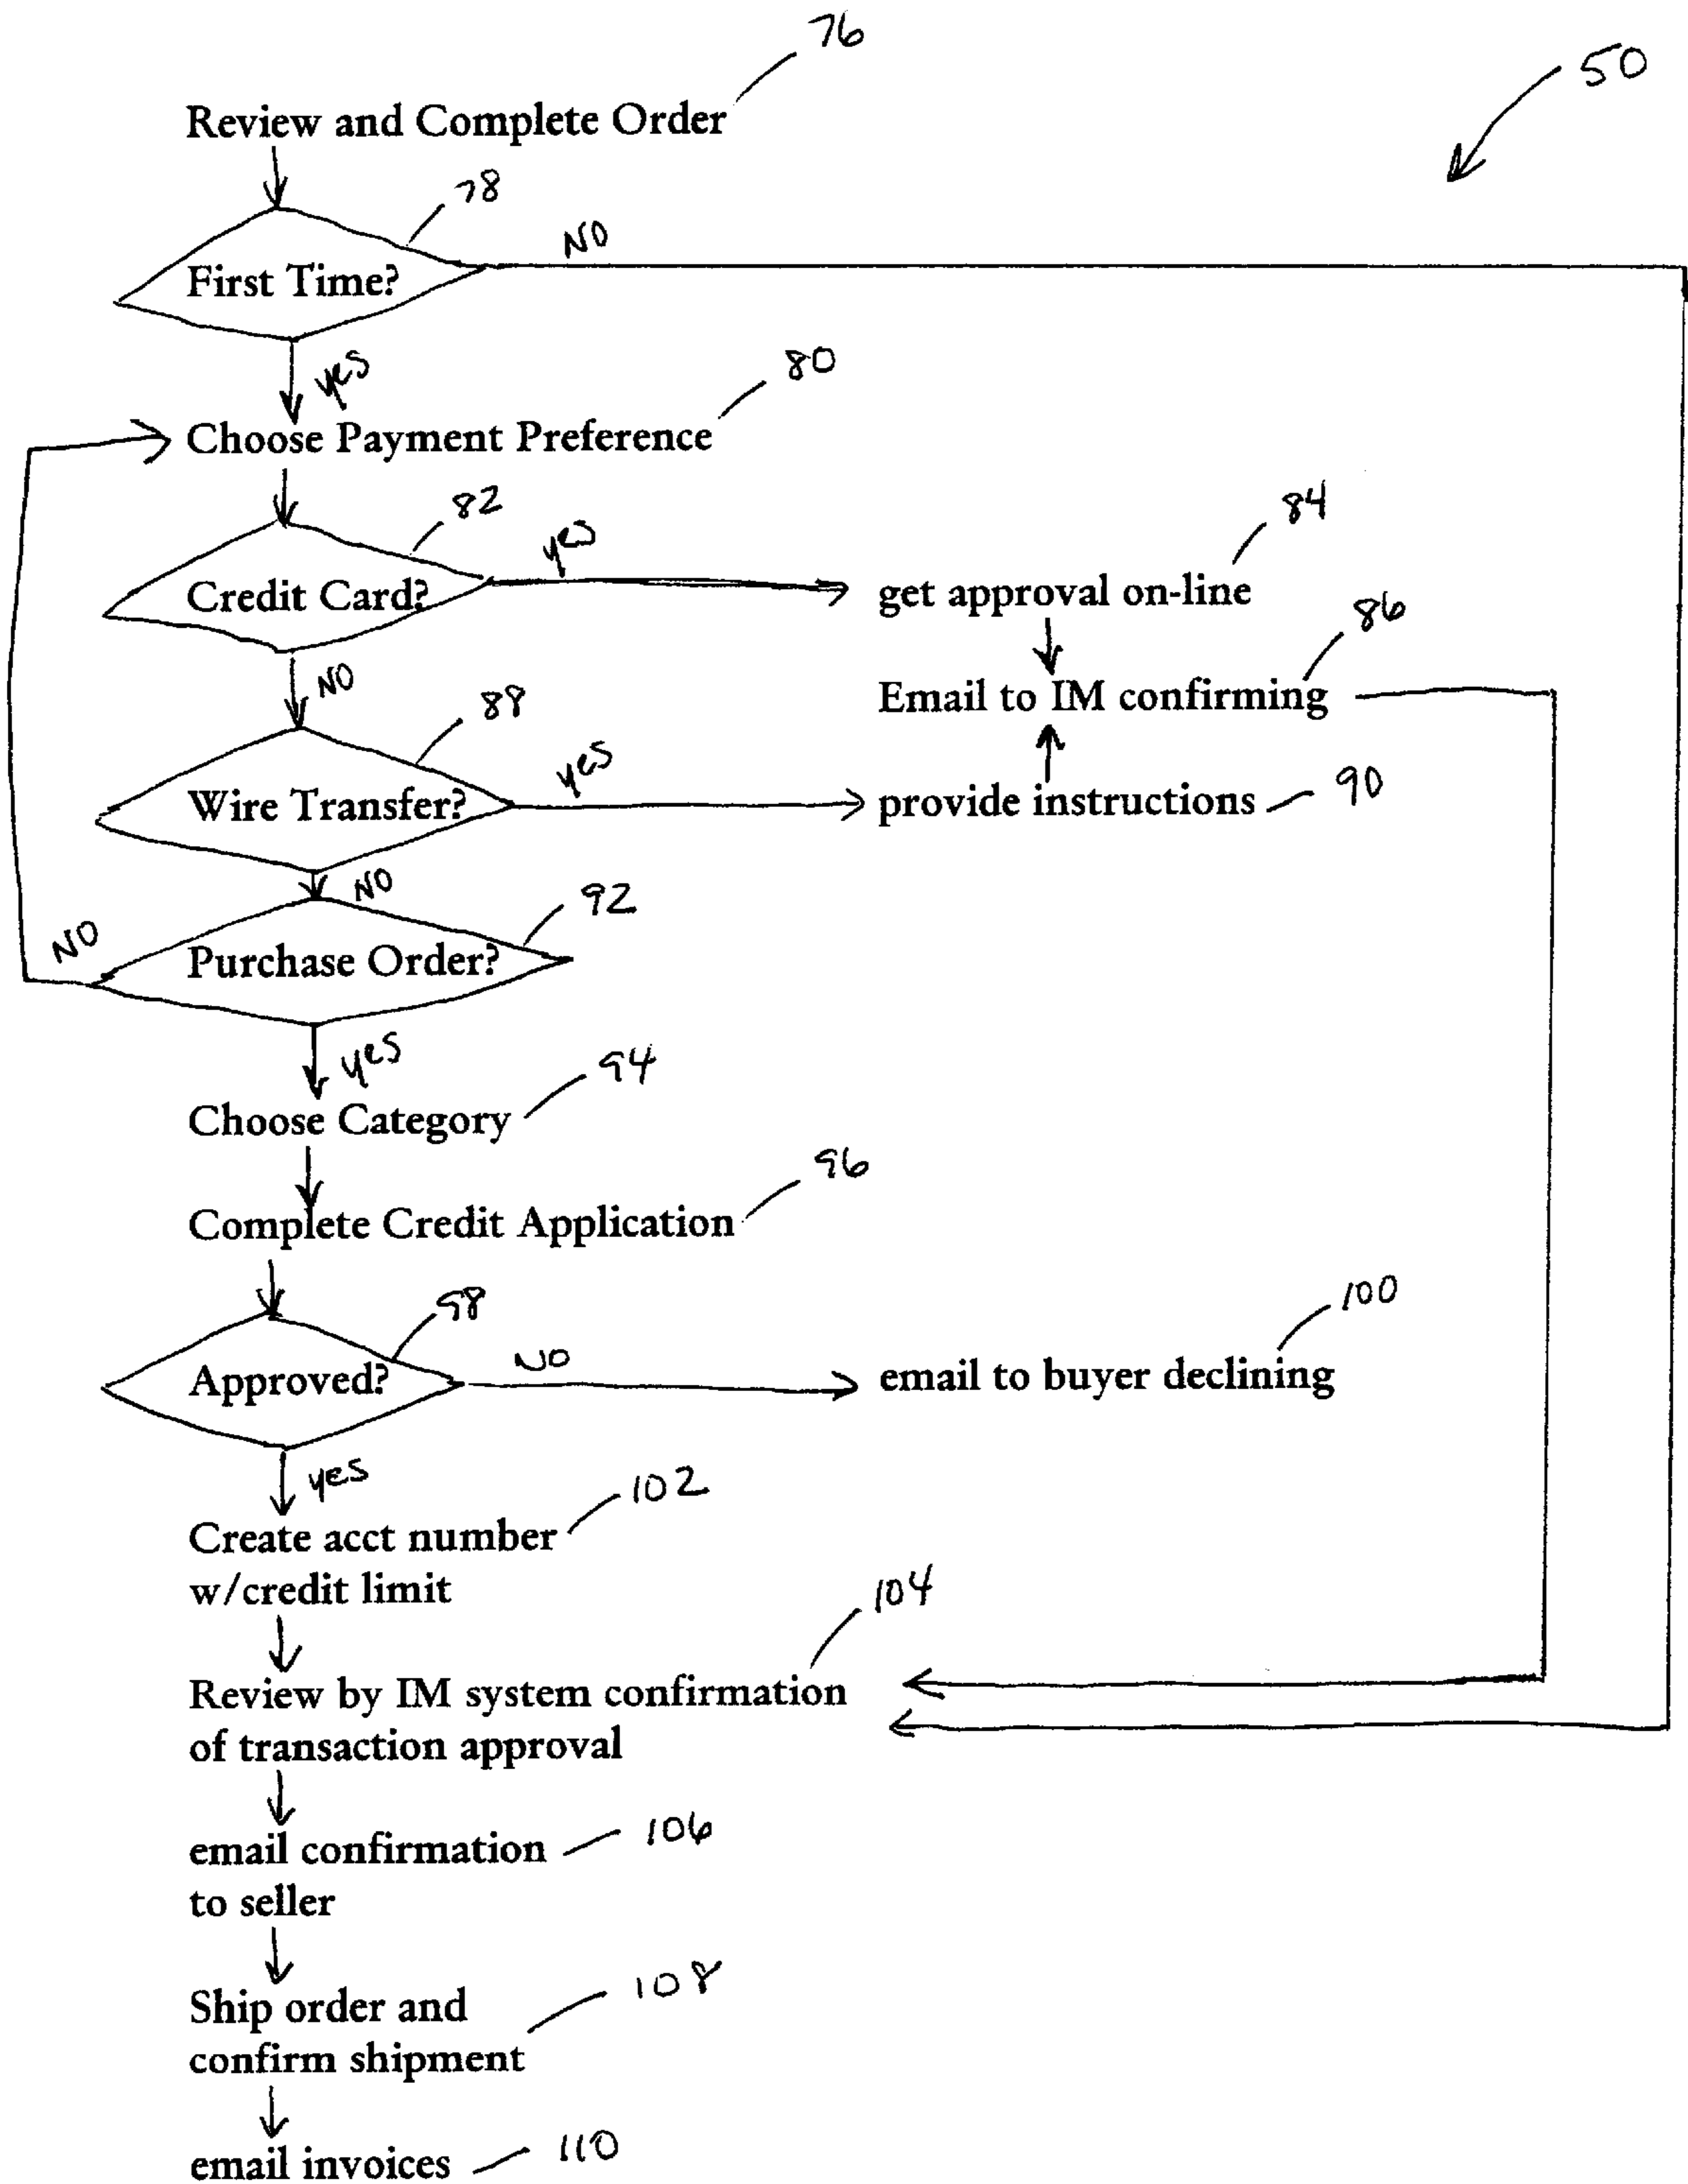 76
50
Review and Complete Order
78
NO
First Time?
yes
80
Choose Payment Preference
82
yes
84
Credit Card?
get approval on-line
86
NO
Email to IM confirming
88
yes
Wire Transfer?
provide instructions
90
NO
92
NO
Purchase Order?
yes
94
Choose Category
96
Complete Credit Application
98
100
NO
Approved?
email to buyer declining
yes
102
Create acct number
w/credit limit
104
Review by IM system confirmation
of transaction approval
106
email confirmation
to seller
108
Ship order and
confirm shipment
110
email invoices